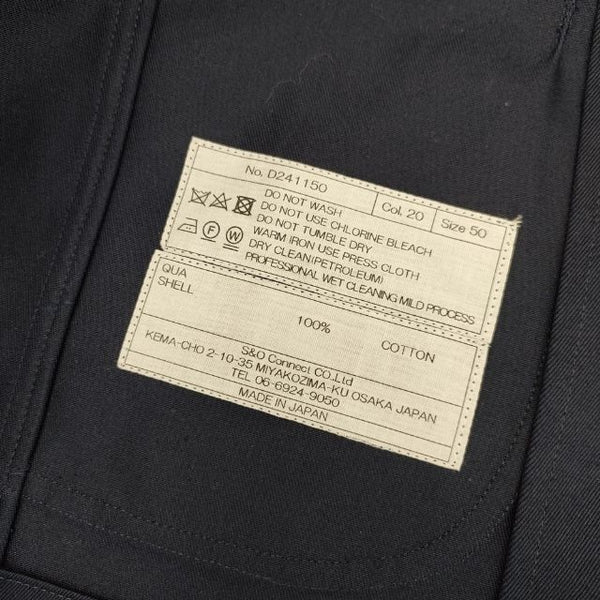 No. D241150
Col. 20
Size 50
DO NOT WASH
DO NOT USE CHLORINE BLEACH
DO NOT TUMBLE DRY
WARM IRON USE PRESS CLOTH
DRY CLEAN(PETROLEUM)
PROFESSIONAL WET CLEANING MILD PROCESS
F W
QUA
SHELL 100% COTTON
S&O Connect CO.,Ltd
KEMA-CHO 2-10-35 MIYAKOZIMA-KU OSAKA JAPAN
TEL 06-6924-9050
MADE IN JAPAN